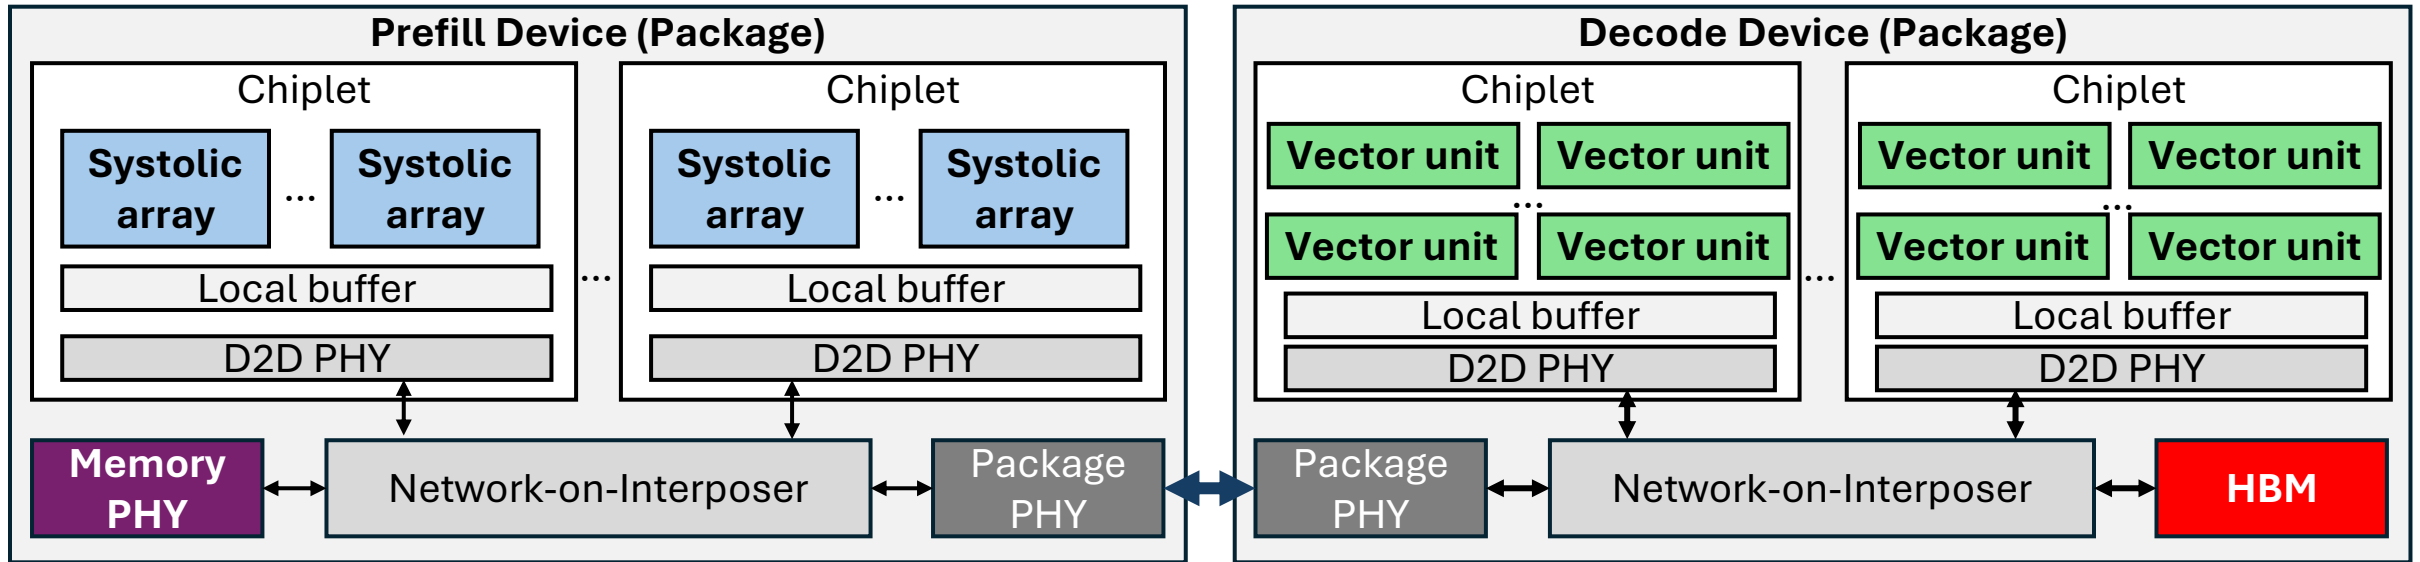 Prefill Device (Package)
Chiplet
Systolic
array
...
Systolic
array
Local buffer
D2D PHY
...
Chiplet
Systolic
array
...
Systolic
array
Local buffer
D2D PHY
Memory
PHY
Network-on-Interposer
Package
PHY
Decode Device (Package)
Chiplet
Vector unit
Vector unit
...
Vector unit
Vector unit
Local buffer
D2D PHY
...
Chiplet
Vector unit
Vector unit
...
Vector unit
Vector unit
Local buffer
D2D PHY
Package
PHY
Network-on-Interposer
HBM